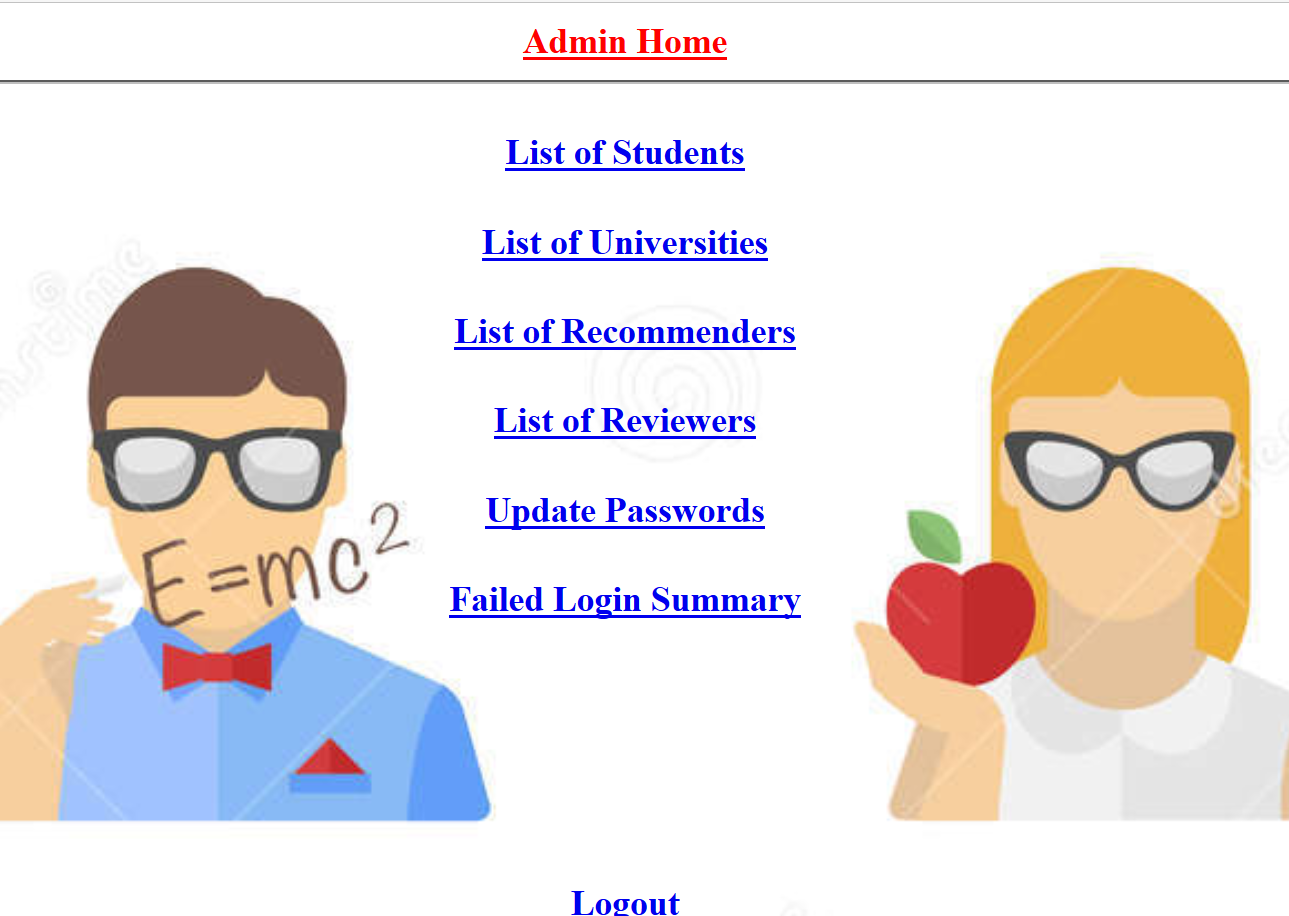 Admin Home
List of Students
List of Universities
List of Recommenders
List of Reviewers
Update Passwords
E=mc²
Failed Login Summary
Logout